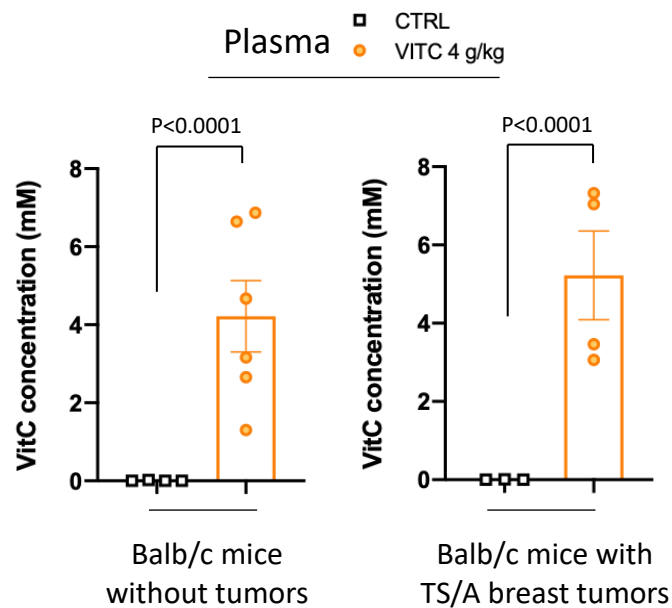 Plasma
CTRL
VITC 4 g/kg
P<0.0001
VitC concentration (mM)
8
6
4
2
0
Balb/c mice
without tumors
P<0.0001
VitC concentration (mM)
8
6
4
2
0
Balb/c mice with
TS/A breast tumors